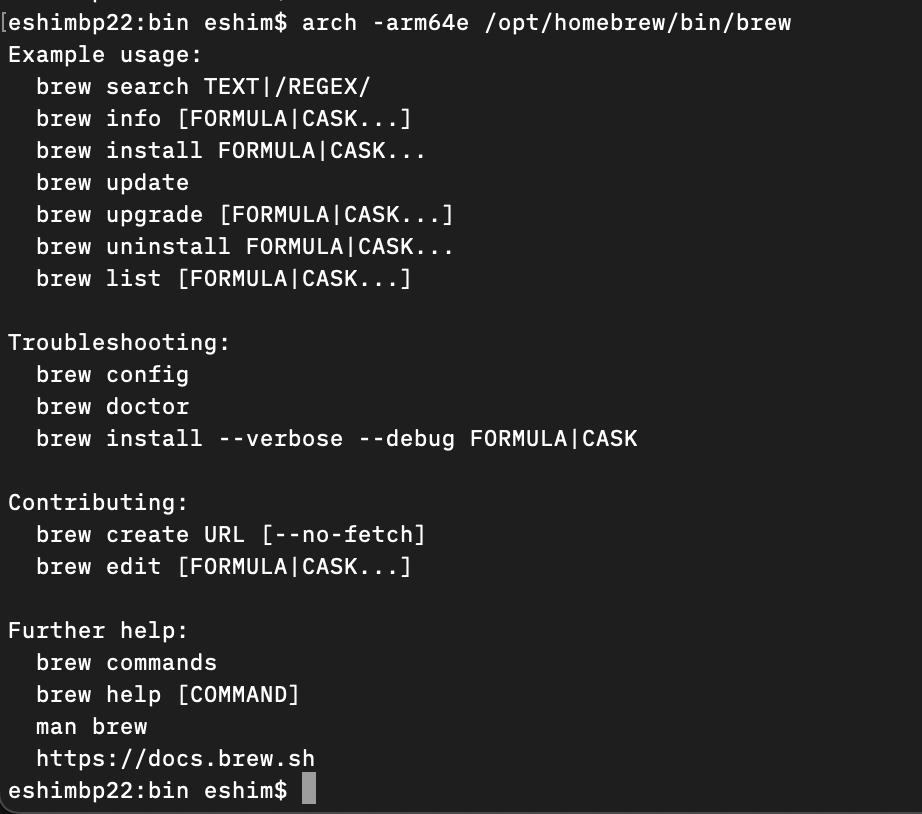 [eshimbp22:bin eshim$ arch -arm64e /opt/homebrew/bin/brew
Example usage:
  brew search TEXT|/REGEX/
  brew info [FORMULA|CASK...]
  brew install FORMULA|CASK...
  brew update
  brew upgrade [FORMULA|CASK...]
  brew uninstall FORMULA|CASK...
  brew list [FORMULA|CASK...]

Troubleshooting:
  brew config
  brew doctor
  brew install --verbose --debug FORMULA|CASK

Contributing:
  brew create URL [--no-fetch]
  brew edit [FORMULA|CASK...]

Further help:
  brew commands
  brew help [COMMAND]
  man brew
  https://docs.brew.sh
eshimbp22:bin eshim$